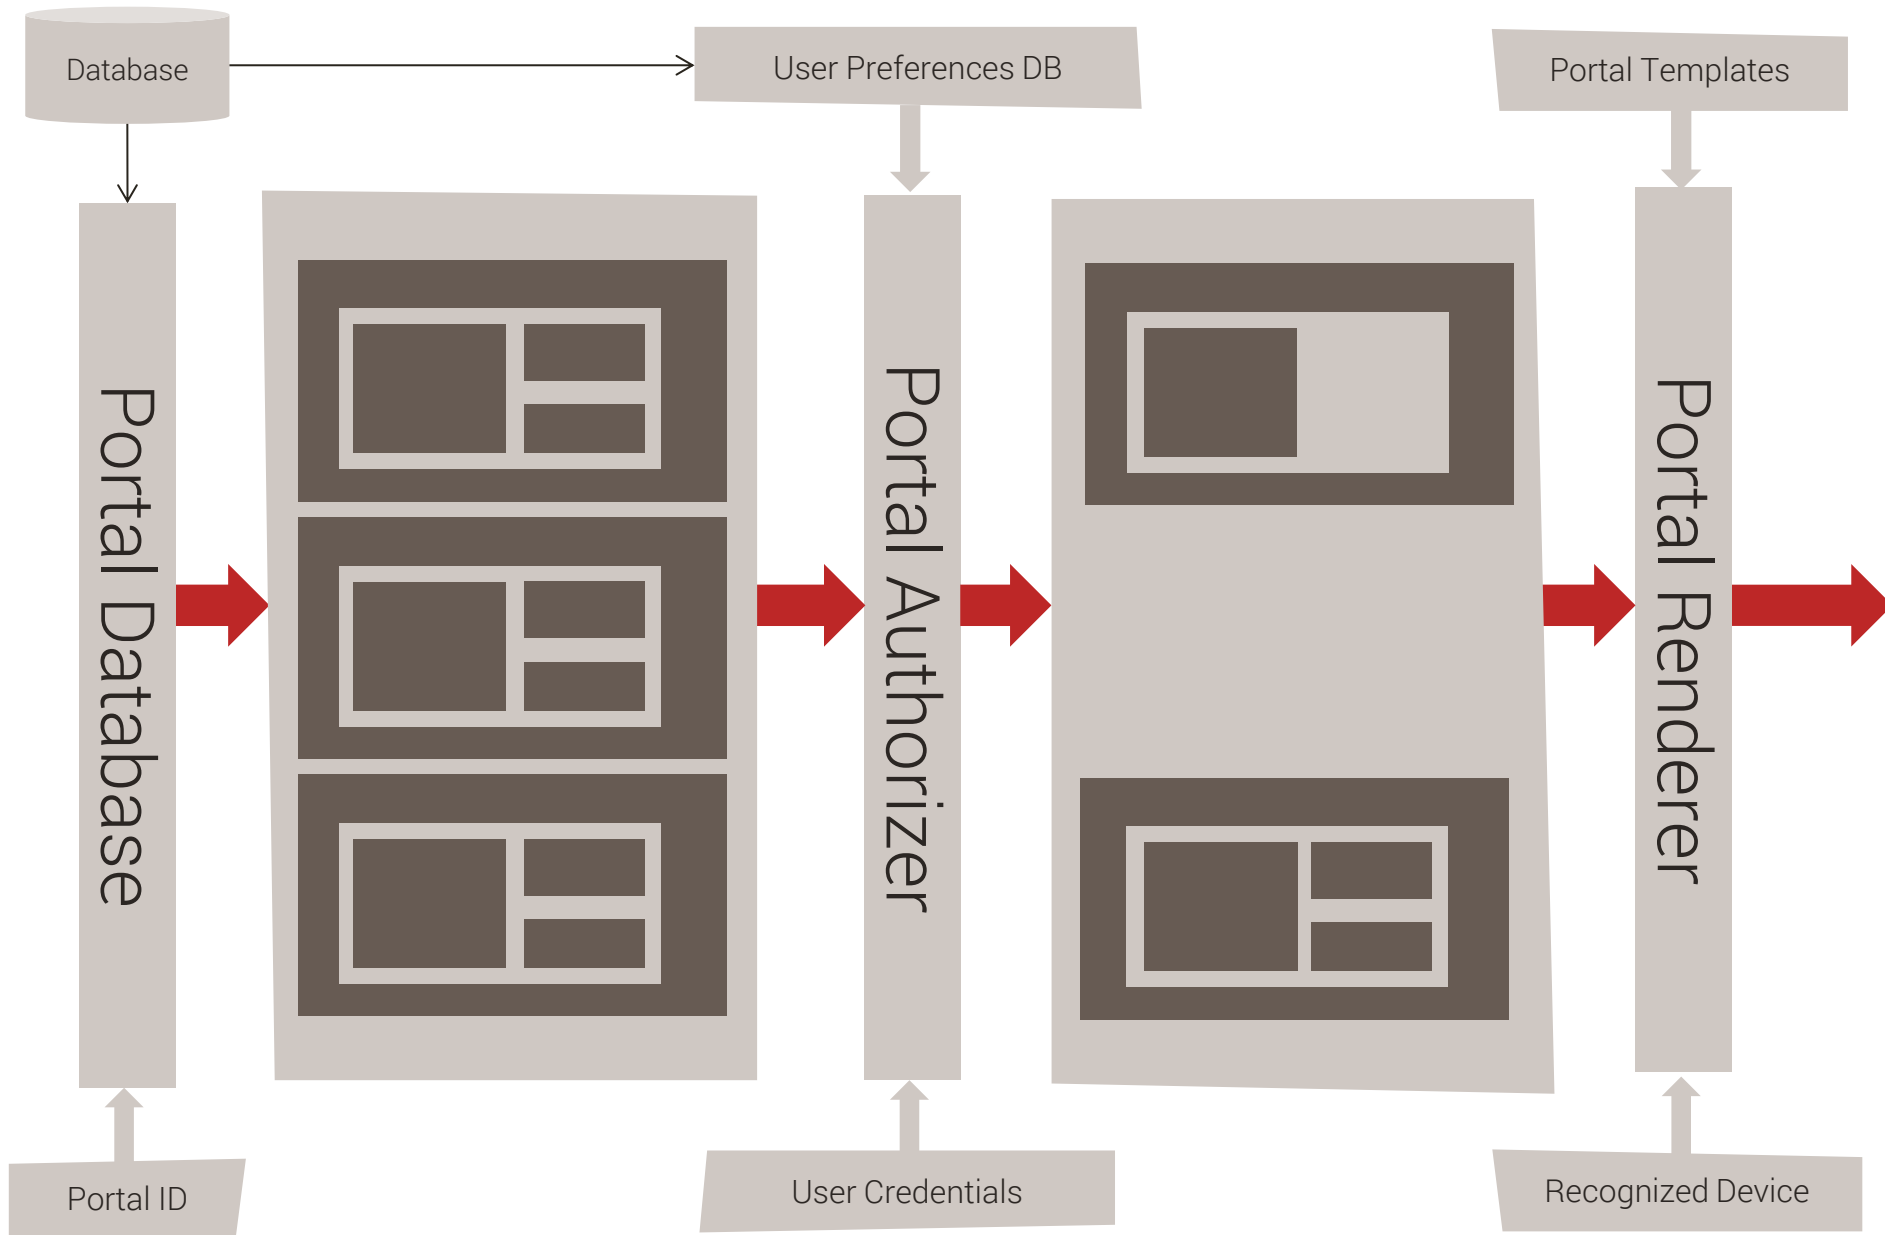 Database
User Preferences DB
Portal Templates
Portal Database
Portal Authorizer
Portal Renderer
Portal ID
User Credentials
Recognized Device